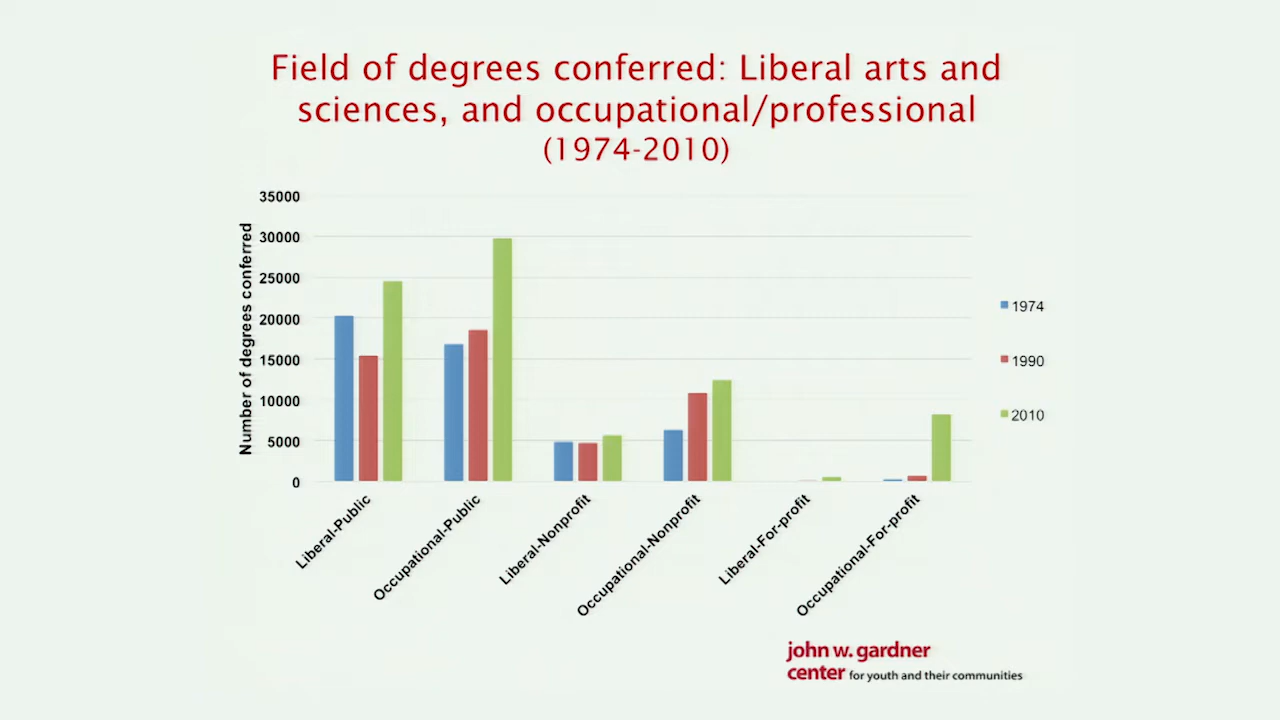 Field of degrees conferred: Liberal arts and
sciences, and occupational/professional
(1974-2010)
Number of degrees conferred
35000
30000
25000
20000
15000
10000
5000
0
Liberal-Public
Occupational-Public
Liberal-Nonprofit
Occupational-Nonprofit
Liberal-For-profit
Occupational-For-profit
1974
1990
2010
john w. gardner
center for youth and their communities